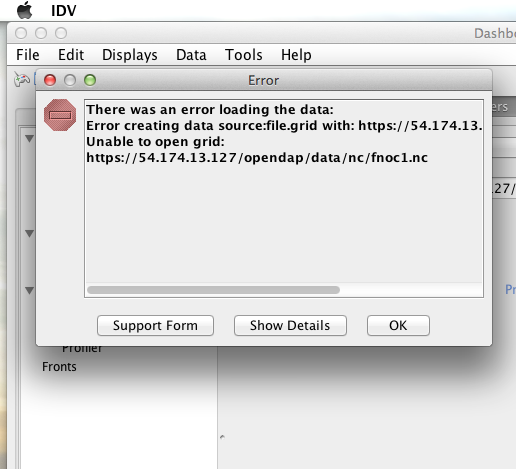 IDV
Dashbo
File Edit Displays Data Tools Help
Error
ers
There was an error loading the data:
Error creating data source:file.grid with: https://54.174.13.
Unable to open grid:
https://54.174.13.127/opendap/data/nc/fnoc1.nc
27/
Pr
Support Form Show Details OK
Profiler
Fronts